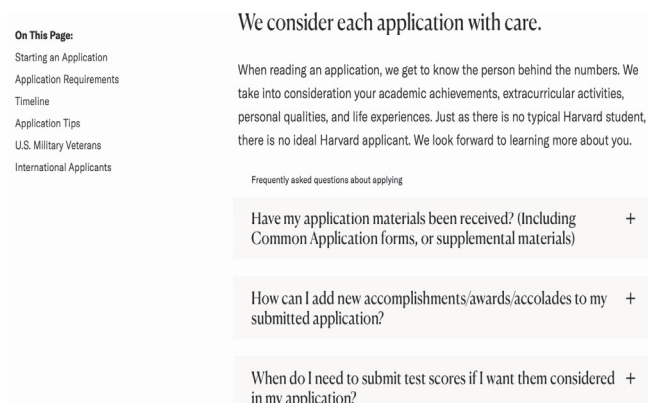 On This Page:
Starting an Application
Application Requirements
Timeline
Application Tips
U.S. Military Veterans
International Applicants
We consider each application with care.
When reading an application, we get to know the person behind the numbers. We
take into consideration your academic achievements, extracurricular activities,
personal qualities, and life experiences. Just as there is no typical Harvard student,
there is no ideal Harvard applicant. We look forward to learning more about you.
Frequently asked questions about applying
Have my application materials been received? (Including
Common Application forms, or supplemental materials)
+
How can I add new accomplishments/awards/accolades to my
submitted application?
+
When do I need to submit test scores if I want them considered
in my application?
+